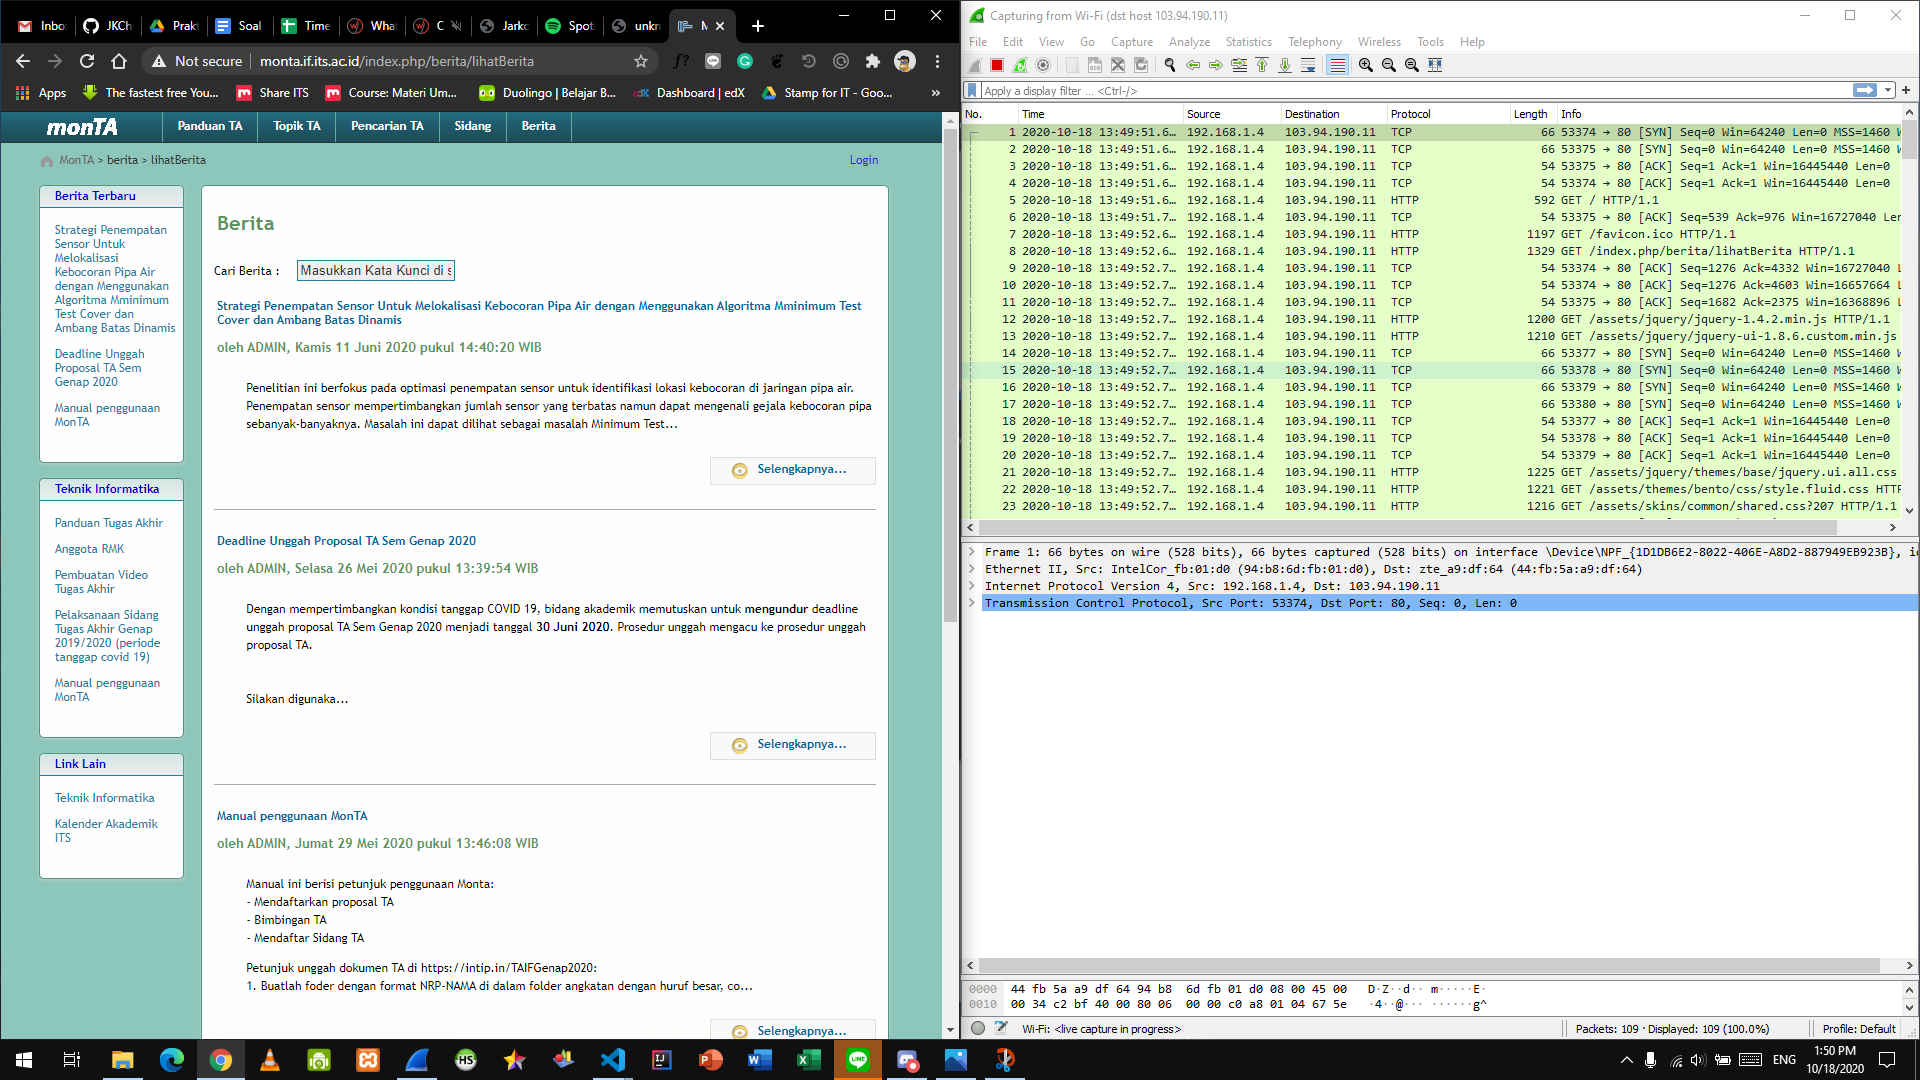 Inbo
JKCh
Prakt
Soal
Time
Wha
C
Jarko
Spot
unkn
M
Not secure
monta.if.its.ac.id/index.php/berita/lihatBerita
Apps
The fastest free You...
Share ITS
Course: Materi Um...
Duolingo | Belajar B...
Dashboard | edX
Stamp for IT - Goo...
»
monTA
Panduan TA
Topik TA
Pencarian TA
Sidang
Berita
MonTA > berita > lihatBerita
Login
Berita Terbaru
Strategi Penempatan
Sensor Untuk
Melokalisasi
Kebocoran Pipa Air
dengan Menggunakan
Algoritma Mminimum
Test Cover dan
Ambang Batas Dinamis
Deadline Unggah
Proposal TA Sem
Genap 2020
Manual penggunaan
MonTA
Teknik Informatika
Panduan Tugas Akhir
Anggota RMK
Pembuatan Video
Tugas Akhir
Pelaksanaan Sidang
Tugas Akhir Genap
2019/2020 (periode
tanggap covid 19)
Manual penggunaan
MonTA
Link Lain
Teknik Informatika
Kalender Akademik
ITS
Berita
Cari Berita :
Masukkan Kata Kunci di s
Strategi Penempatan Sensor Untuk Melokalisasi Kebocoran Pipa Air dengan Menggunakan Algoritma Mminimum Test
Cover dan Ambang Batas Dinamis
oleh ADMIN, Kamis 11 Juni 2020 pukul 14:40:20 WIB
Penelitian ini berfokus pada optimasi penempatan sensor untuk identifikasi lokasi kebocoran di jaringan pipa air.
Penempatan sensor mempertimbangkan jumlah sensor yang terbatas namun dapat mengenali gejala kebocoran pipa
sebanyak-banyaknya. Masalah ini dapat dilihat sebagai masalah Minimum Test...
Selengkapnya...
Deadline Unggah Proposal TA Sem Genap 2020
oleh ADMIN, Selasa 26 Mei 2020 pukul 13:39:54 WIB
Dengan mempertimbangkan kondisi tanggap COVID 19, bidang akademik memutuskan untuk mengundur deadline
unggah proposal TA Sem Genap 2020 menjadi tanggal 30 Juni 2020. Prosedur unggah mengacu ke prosedur unggah
proposal TA.
Silakan digunaka...
Selengkapnya...
Manual penggunaan MonTA
oleh ADMIN, Jumat 29 Mei 2020 pukul 13:46:08 WIB
Manual ini berisi petunjuk penggunaan Monta:
- Mendaftarkan proposal TA
- Bimbingan TA
- Mendaftar Sidang TA
Petunjuk unggah dokumen TA di https://intip.in/TAIFGenap2020:
1. Buatlah foder dengan format NRP-NAMA di dalam folder angkatan dengan huruf besar, co...
Selengkapnya...
Capturing from Wi-Fi (dst host 103.94.190.11)
File Edit View Go Capture Analyze Statistics Telephony Wireless Tools Help
Apply a display filter ... <Ctrl-/>
No. Time Source Destination Protocol Length Info
1 2020-10-18 13:49:51.6… 192.168.1.4 103.94.190.11 TCP 66 53374 → 80 [SYN] Seq=0 Win=64240 Len=0 MSS=1460 W
2 2020-10-18 13:49:51.6… 192.168.1.4 103.94.190.11 TCP 66 53375 → 80 [SYN] Seq=0 Win=64240 Len=0 MSS=1460 W
3 2020-10-18 13:49:51.6… 192.168.1.4 103.94.190.11 TCP 54 53375 → 80 [ACK] Seq=1 Ack=1 Win=16445440 Len=0
4 2020-10-18 13:49:51.6… 192.168.1.4 103.94.190.11 TCP 54 53374 → 80 [ACK] Seq=1 Ack=1 Win=16445440 Len=0
5 2020-10-18 13:49:51.6… 192.168.1.4 103.94.190.11 HTTP 592 GET / HTTP/1.1
6 2020-10-18 13:49:51.7… 192.168.1.4 103.94.190.11 TCP 54 53375 → 80 [ACK] Seq=539 Ack=976 Win=16727040 Len
7 2020-10-18 13:49:52.6… 192.168.1.4 103.94.190.11 HTTP 1197 GET /favicon.ico HTTP/1.1
8 2020-10-18 13:49:52.6… 192.168.1.4 103.94.190.11 HTTP 1329 GET /index.php/berita/lihatBerita HTTP/1.1
9 2020-10-18 13:49:52.7… 192.168.1.4 103.94.190.11 TCP 54 53374 → 80 [ACK] Seq=1276 Ack=4332 Win=16727040 L
10 2020-10-18 13:49:52.7… 192.168.1.4 103.94.190.11 TCP 54 53374 → 80 [ACK] Seq=1276 Ack=4603 Win=16657664 L
11 2020-10-18 13:49:52.7… 192.168.1.4 103.94.190.11 TCP 54 53375 → 80 [ACK] Seq=1682 Ack=2375 Win=16368896 L
12 2020-10-18 13:49:52.7… 192.168.1.4 103.94.190.11 HTTP 1200 GET /assets/jquery/jquery-1.4.2.min.js HTTP/1.1
13 2020-10-18 13:49:52.7… 192.168.1.4 103.94.190.11 HTTP 1210 GET /assets/jquery/jquery-ui-1.8.6.custom.min.js
14 2020-10-18 13:49:52.7… 192.168.1.4 103.94.190.11 TCP 66 53377 → 80 [SYN] Seq=0 Win=64240 Len=0 MSS=1460 W
15 2020-10-18 13:49:52.7… 192.168.1.4 103.94.190.11 TCP 66 53378 → 80 [SYN] Seq=0 Win=64240 Len=0 MSS=1460 W
16 2020-10-18 13:49:52.7… 192.168.1.4 103.94.190.11 TCP 66 53379 → 80 [SYN] Seq=0 Win=64240 Len=0 MSS=1460 W
17 2020-10-18 13:49:52.7… 192.168.1.4 103.94.190.11 TCP 66 53380 → 80 [SYN] Seq=0 Win=64240 Len=0 MSS=1460 W
18 2020-10-18 13:49:52.7… 192.168.1.4 103.94.190.11 TCP 54 53377 → 80 [ACK] Seq=1 Ack=1 Win=16445440 Len=0
19 2020-10-18 13:49:52.7… 192.168.1.4 103.94.190.11 TCP 54 53378 → 80 [ACK] Seq=1 Ack=1 Win=16445440 Len=0
20 2020-10-18 13:49:52.7… 192.168.1.4 103.94.190.11 TCP 54 53379 → 80 [ACK] Seq=1 Ack=1 Win=16445440 Len=0
21 2020-10-18 13:49:52.7… 192.168.1.4 103.94.190.11 HTTP 1225 GET /assets/jquery/themes/base/jquery.ui.all.css
22 2020-10-18 13:49:52.7… 192.168.1.4 103.94.190.11 HTTP 1221 GET /assets/themes/bento/css/style.fluid.css HTT
23 2020-10-18 13:49:52.7… 192.168.1.4 103.94.190.11 HTTP 1216 GET /assets/skins/common/shared.css?207 HTTP/1.1
Frame 1: 66 bytes on wire (528 bits), 66 bytes captured (528 bits) on interface \Device\NPF_{1D1DB6E2-8022-406E-A8D2-887949EB923B}, i
Ethernet II, Src: IntelCor_fb:01:d0 (94:b8:6d:fb:01:d0), Dst: zte_a9:df:64 (44:fb:5a:a9:df:64)
Internet Protocol Version 4, Src: 192.168.1.4, Dst: 103.94.190.11
Transmission Control Protocol, Src Port: 53374, Dst Port: 80, Seq: 0, Len: 0
0000 44 fb 5a a9 df 64 94 b8 6d fb 01 d0 08 00 45 00 D·Z··d·· m·····E·
0010 00 34 c2 bf 40 00 80 06 00 00 c0 a8 01 04 67 5e ·4··@··· ······g^
Wi-Fi: <live capture in progress>
Packets: 109 · Displayed: 109 (100.0%)
Profile: Default
ENG
1:50 PM
10/18/2020